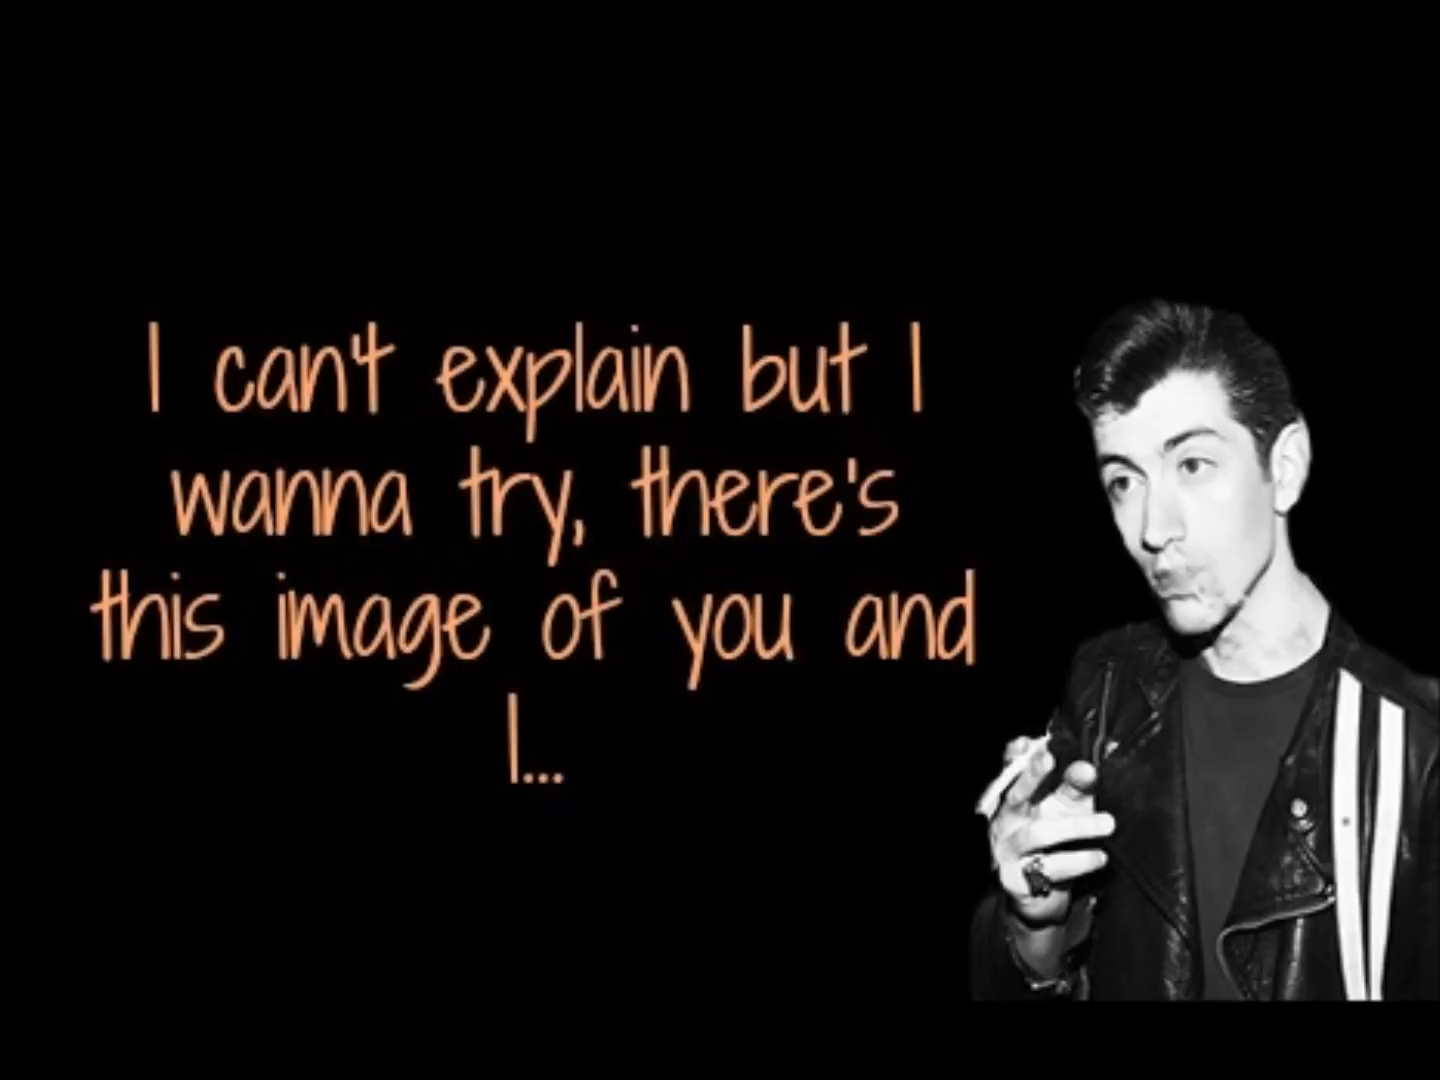 I can't explain but I
wanna try, there's
this image of you and
I...